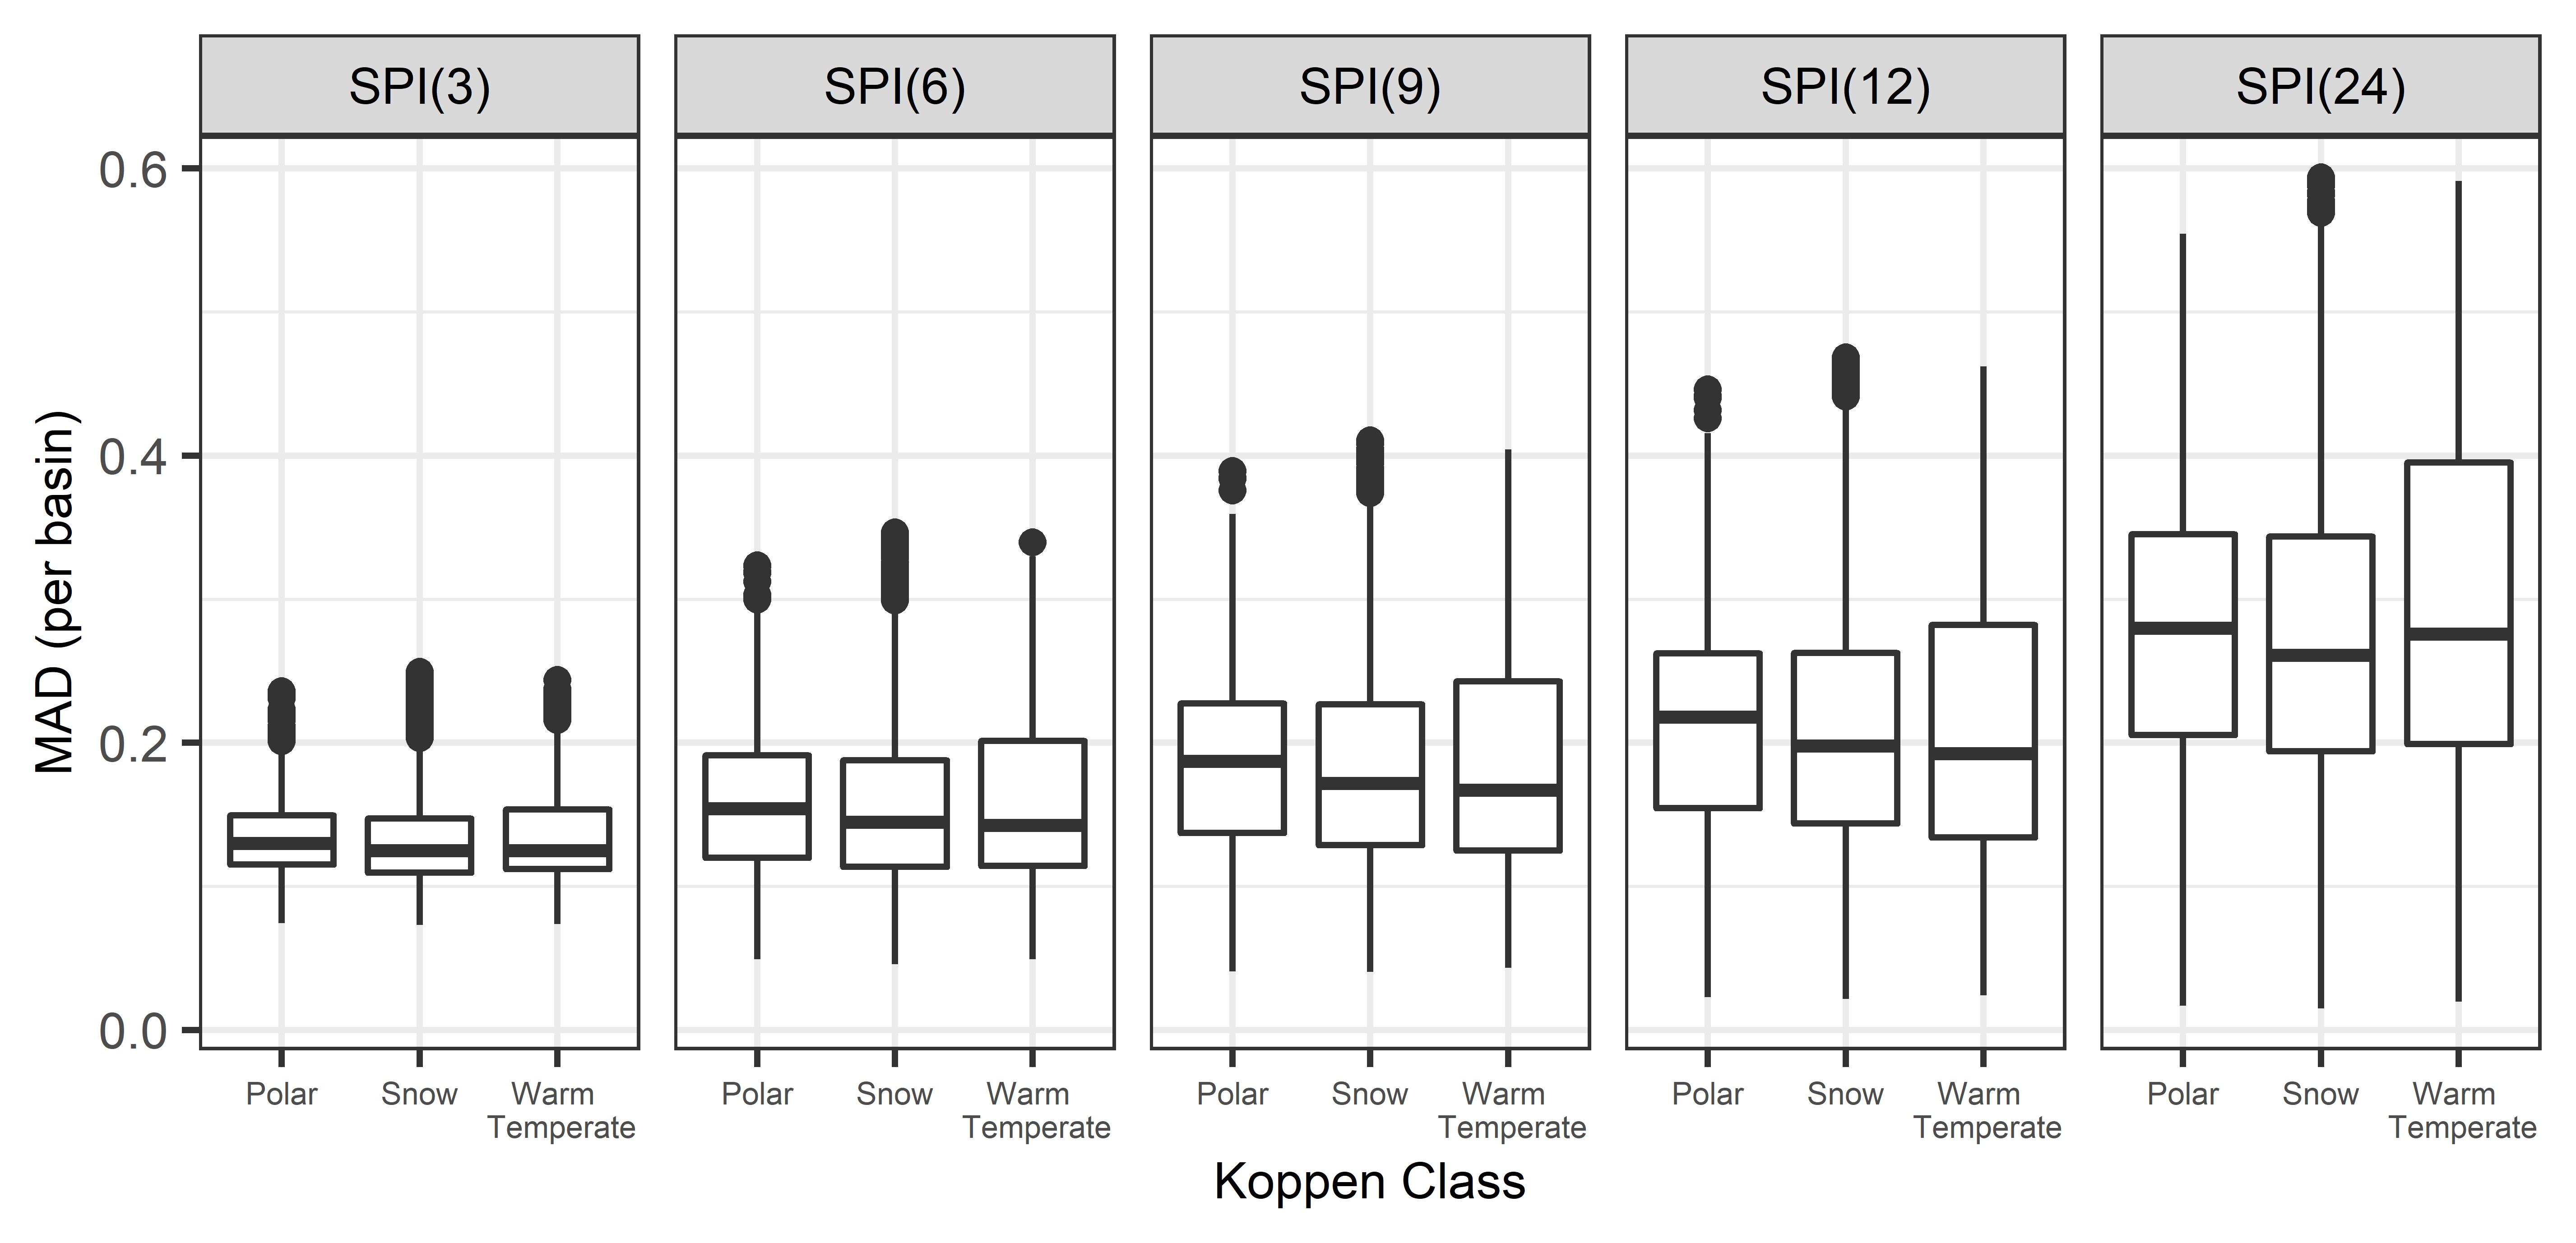 SPI(3)
SPI(6)
SPI(9)
SPI(12)
SPI(24)
MAD (per basin)
0.6
0.4
0.2
0.0
Polar
Snow
Warm
Temperate
Polar
Snow
Warm
Temperate
Polar
Snow
Warm
Temperate
Polar
Snow
Warm
Temperate
Polar
Snow
Warm
Temperate
Koppen Class